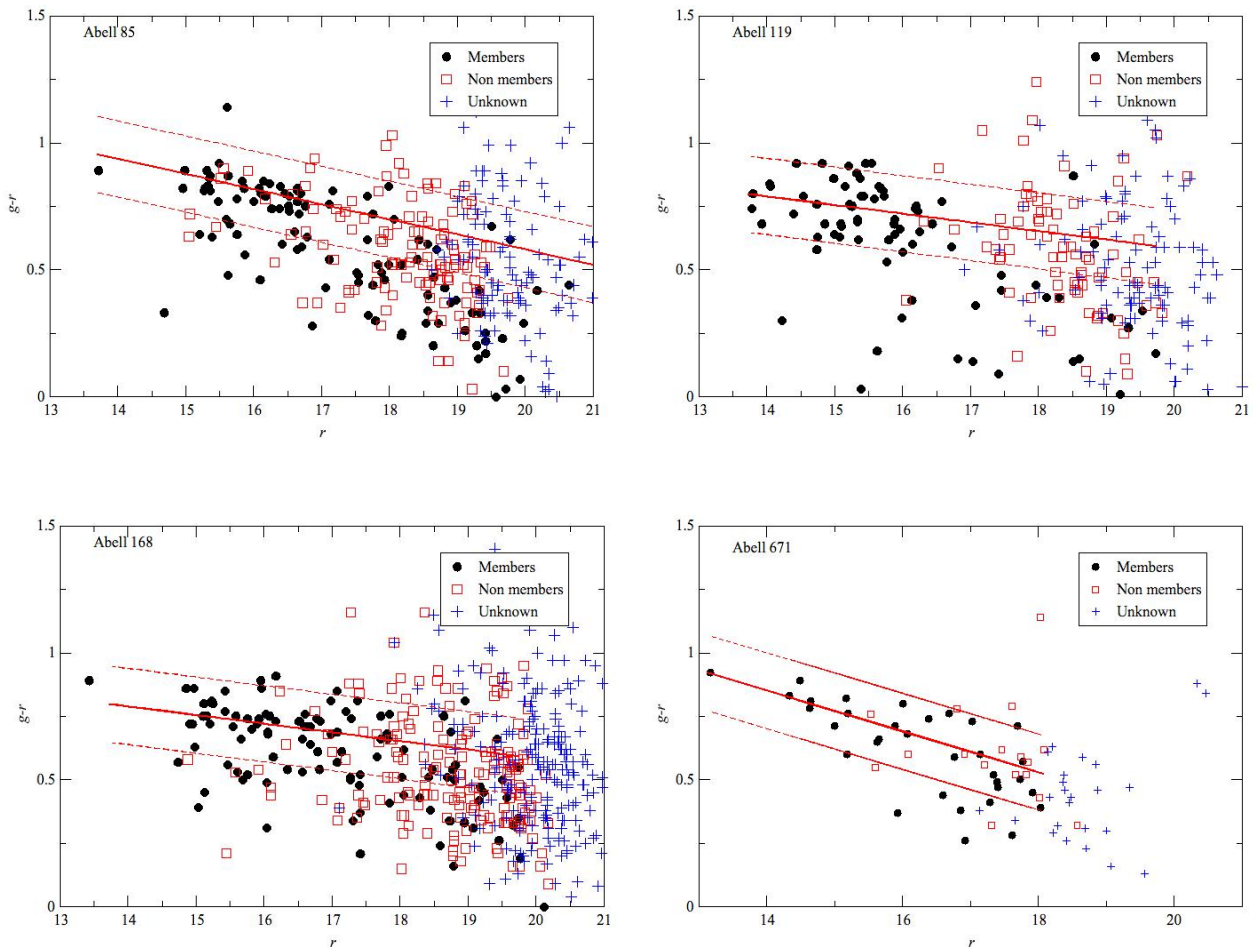 Abell 85
Members
Non members
Unknown
g-r
1.5
1
0.5
0
13 14 15 16 17 18 19 20 21
r
Abell 119
Members
Non members
Unknown
g-r
1.5
1
0.5
0
13 14 15 16 17 18 19 20 21
r
Abell 168
Members
Non members
Unknown
g-r
1.5
1
0.5
0
13 14 15 16 17 18 19 20 21
r
Abell 671
Members
Non members
Unknown
g-r
1.5
1
0.5
0
14 16 18 20
r